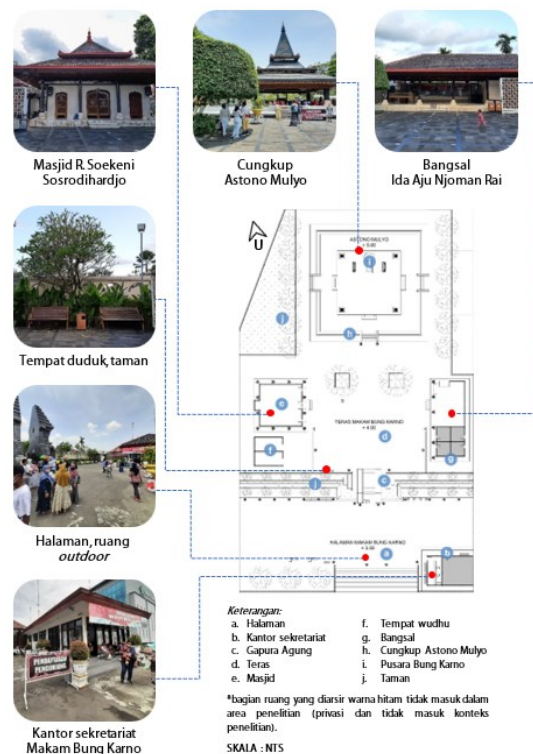 Masjid R. Soekeni
Sosrodihardjo
Cungkup
Astono Mulyo
Bangsal
Ida Aju Njoman Rai
Tempat duduk, taman
Halaman, ruang
outdoor
PENDAFTARAN
PENGUNJUNG
Kantor sekretariat
Makam Bung Karno
U
ASTONO MULYO
i
j
h
e
TERAS MAKAM BUNG KARNO
d
f
g
j
c
HALAMAN MAKAM BUNG KARNO
a
b
Keterangan:
a. Halaman
b. Kantor sekretariat
c. Gapura Agung
d. Teras
e. Masjid
f. Tempat wudhu
g. Bangsal
h. Cungkup Astono Mulyo
i. Pusara Bung Karno
j. Taman
*bagian ruang yang diarsir warna hitam tidak masuk dalam
area penelitian (privasi dan tidak masuk konteks
penelitian).
SKALA : NTS